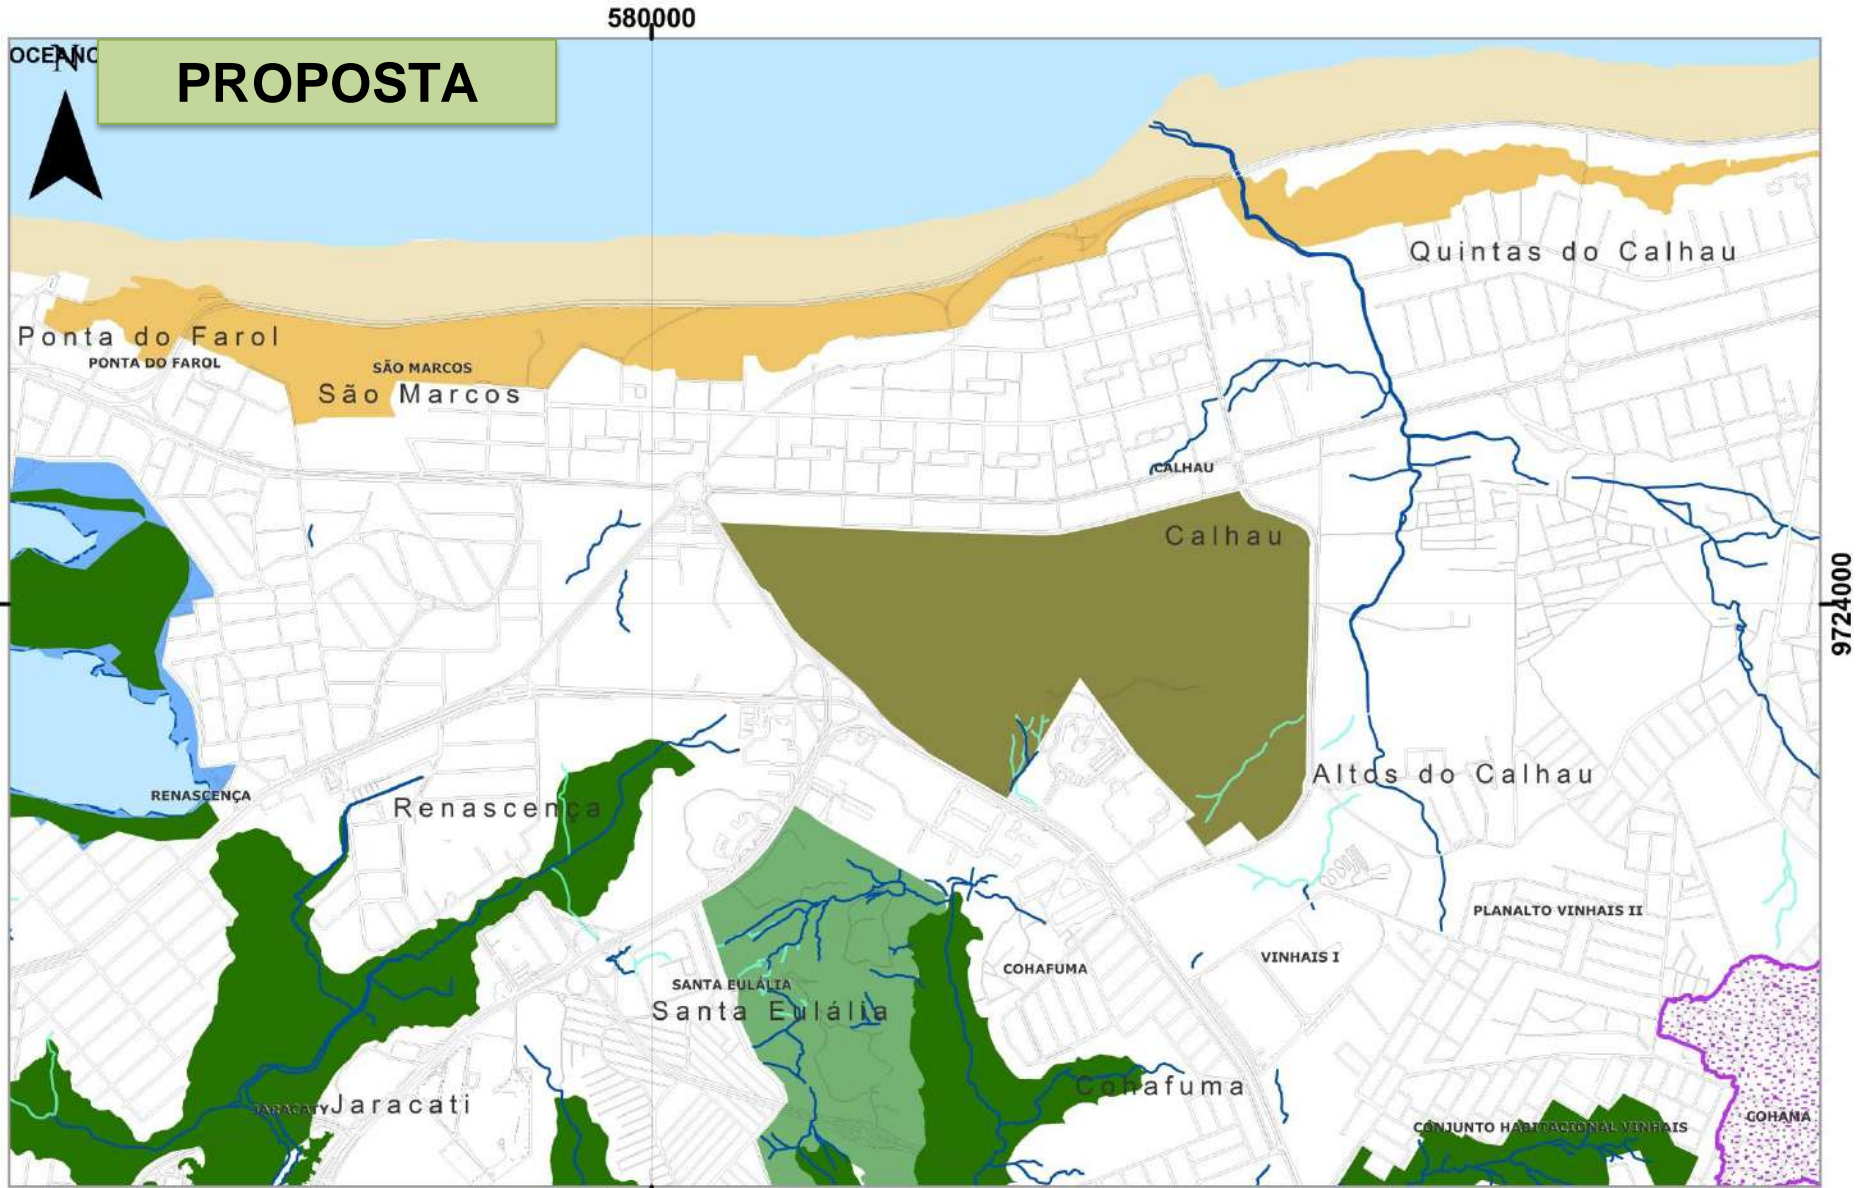 580000
OCEANO
N
PROPOSTA
Quintas do Calhau
Ponta do Farol
PONTA DO FAROL
SÃO MARCOS
São Marcos
CALHAU
Calhau
9724000
Altos do Calhau
RENASCENÇA
Renascença
PLANALTO VINHAIS II
VINHAIS I
COHAFUMA
SANTA EULÁLIA
Santa Eulália
Cohafuma
JARACATY
Jaracati
COHAMA
CONJUNTO HABITACIONAL VINHAIS